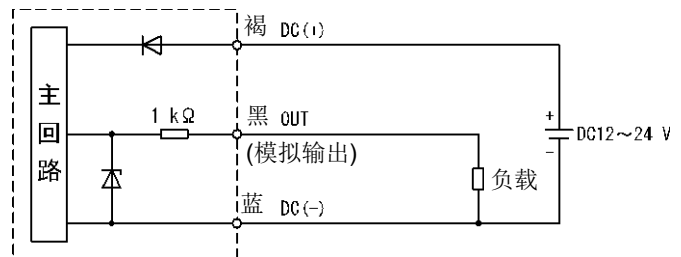 褐 DC(+)
主回路
1 kΩ
黑 OUT
(模拟输出)
+
DC12～24 V
-
负载
蓝 DC(-)